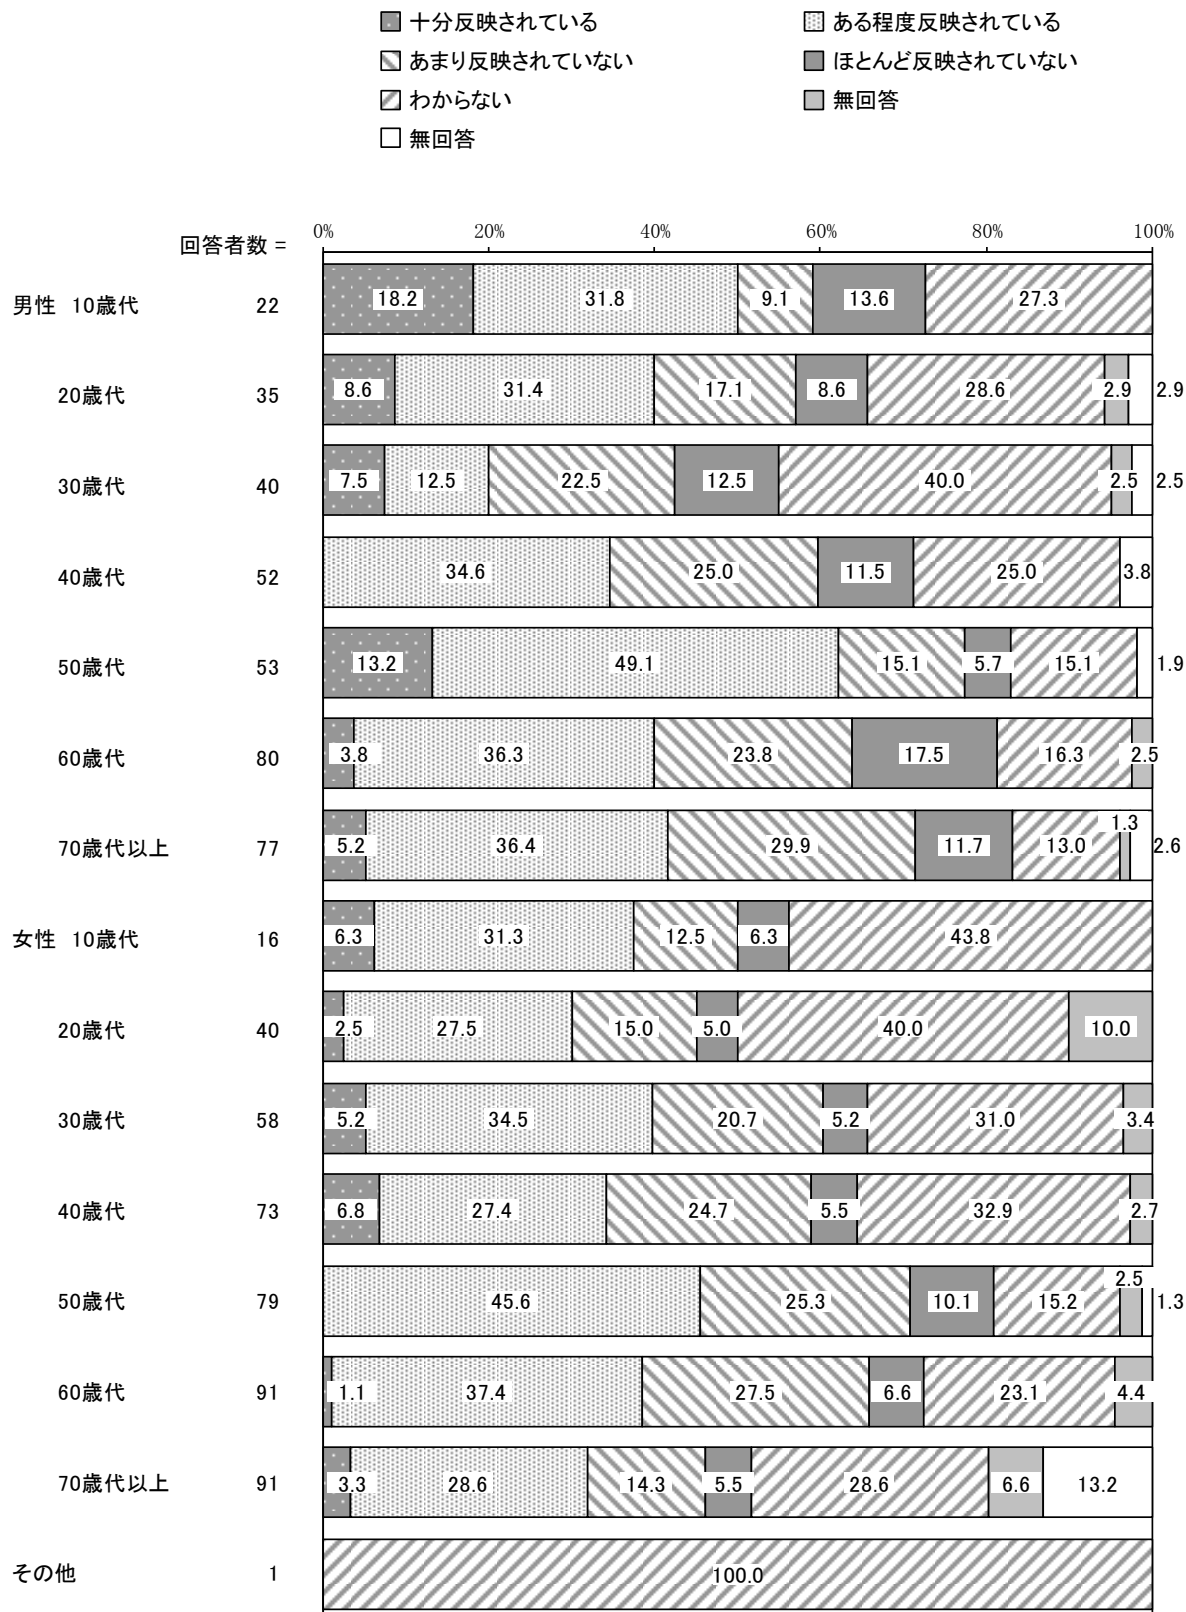 十分反映されている ある程度反映されている
あまり反映されていない ほとんど反映されていない
わからない 無回答
無回答
回答者数 = 0% 20% 40% 60% 80% 100%
男性 10歳代 22 18.2 31.8 9.1 13.6 27.3
20歳代 35 8.6 31.4 17.1 8.6 28.6 2.9 2.9
30歳代 40 7.5 12.5 22.5 12.5 40.0 2.5 2.5
40歳代 52 34.6 25.0 11.5 25.0 3.8
50歳代 53 13.2 49.1 15.1 5.7 15.1 1.9
60歳代 80 3.8 36.3 23.8 17.5 16.3 2.5
70歳代以上 77 5.2 36.4 29.9 11.7 13.0 1.3 2.6
女性 10歳代 16 6.3 31.3 12.5 6.3 43.8
20歳代 40 2.5 27.5 15.0 5.0 40.0 10.0
30歳代 58 5.2 34.5 20.7 5.2 31.0 3.4
40歳代 73 6.8 27.4 24.7 5.5 32.9 2.7
50歳代 79 45.6 25.3 10.1 15.2 2.5 1.3
60歳代 91 1.1 37.4 27.5 6.6 23.1 4.4
70歳代以上 91 3.3 28.6 14.3 5.5 28.6 6.6 13.2
その他 1 100.0